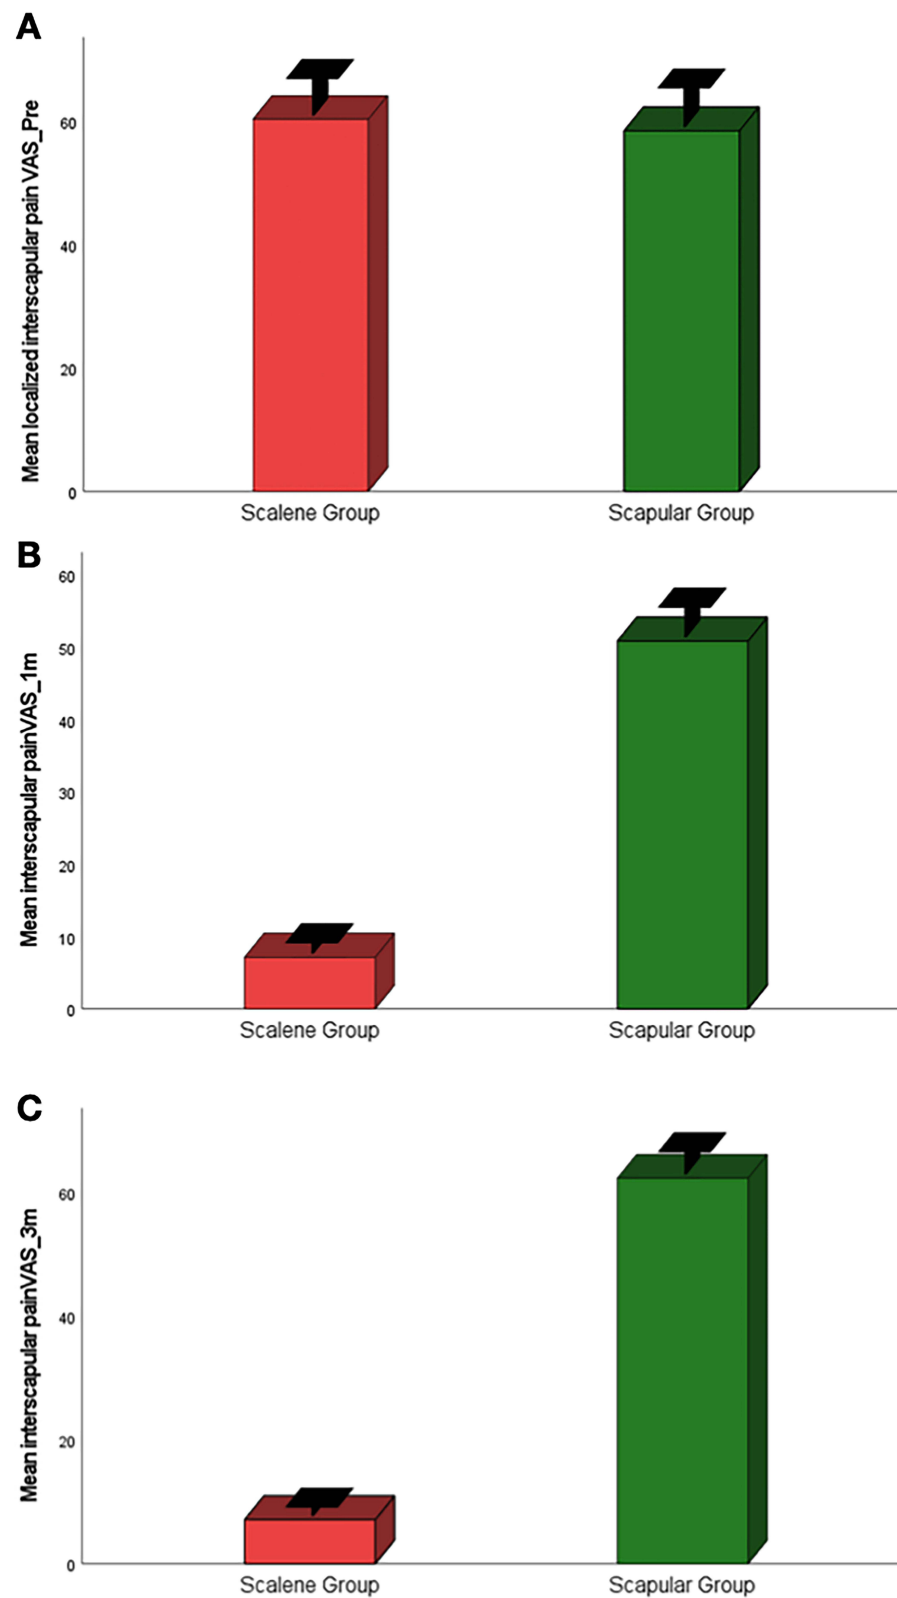 A
Mean localized interscapular pain VAS_Pre
60
40
20
0
Scalene Group Scapular Group
B
Mean interscapular painVAS_1m
60
50
40
30
20
10
0
Scalene Group Scapular Group
C
Mean interscapular painVAS_3m
60
40
20
0
Scalene Group Scapular Group